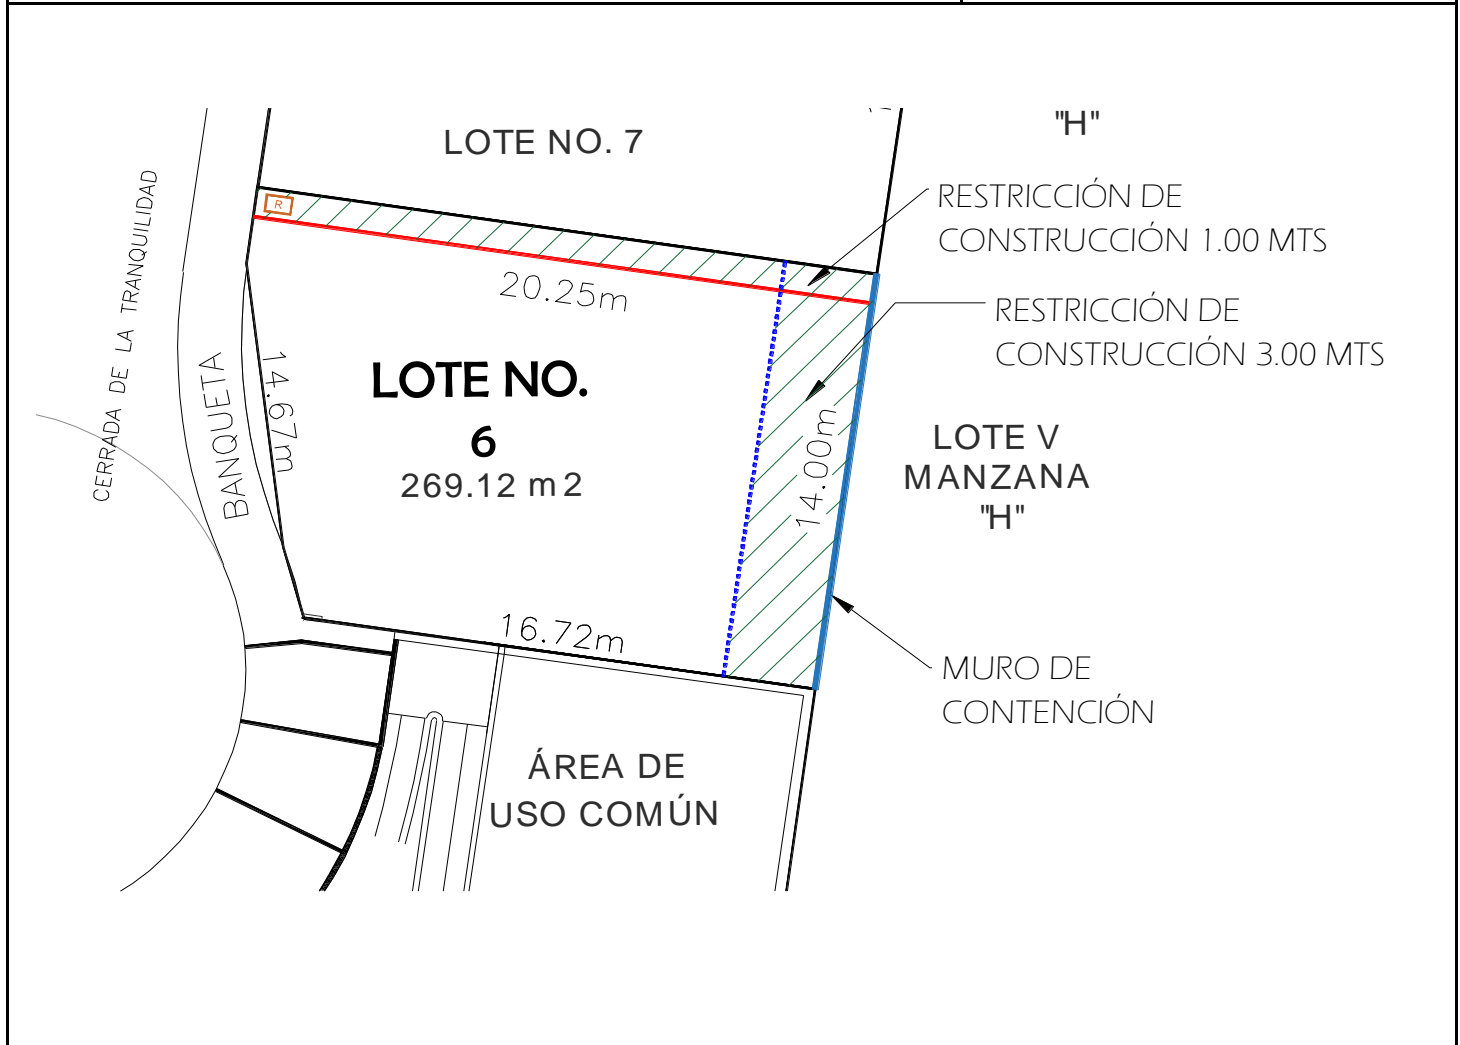 "H"
LOTE NO. 7
RESTRICCIÓN DE
CONSTRUCCIÓN 1.00 MTS
R
CERRADA DE LA TRANQUILIDAD
20.25m
RESTRICCIÓN DE
CONSTRUCCIÓN 3.00 MTS
BANQUETA
14.67m
LOTE NO.
6
269.12 m2
14.00m
LOTE V
MANZANA
"H"
16.72m
MURO DE
CONTENCIÓN
ÁREA DE
USO COMÚN